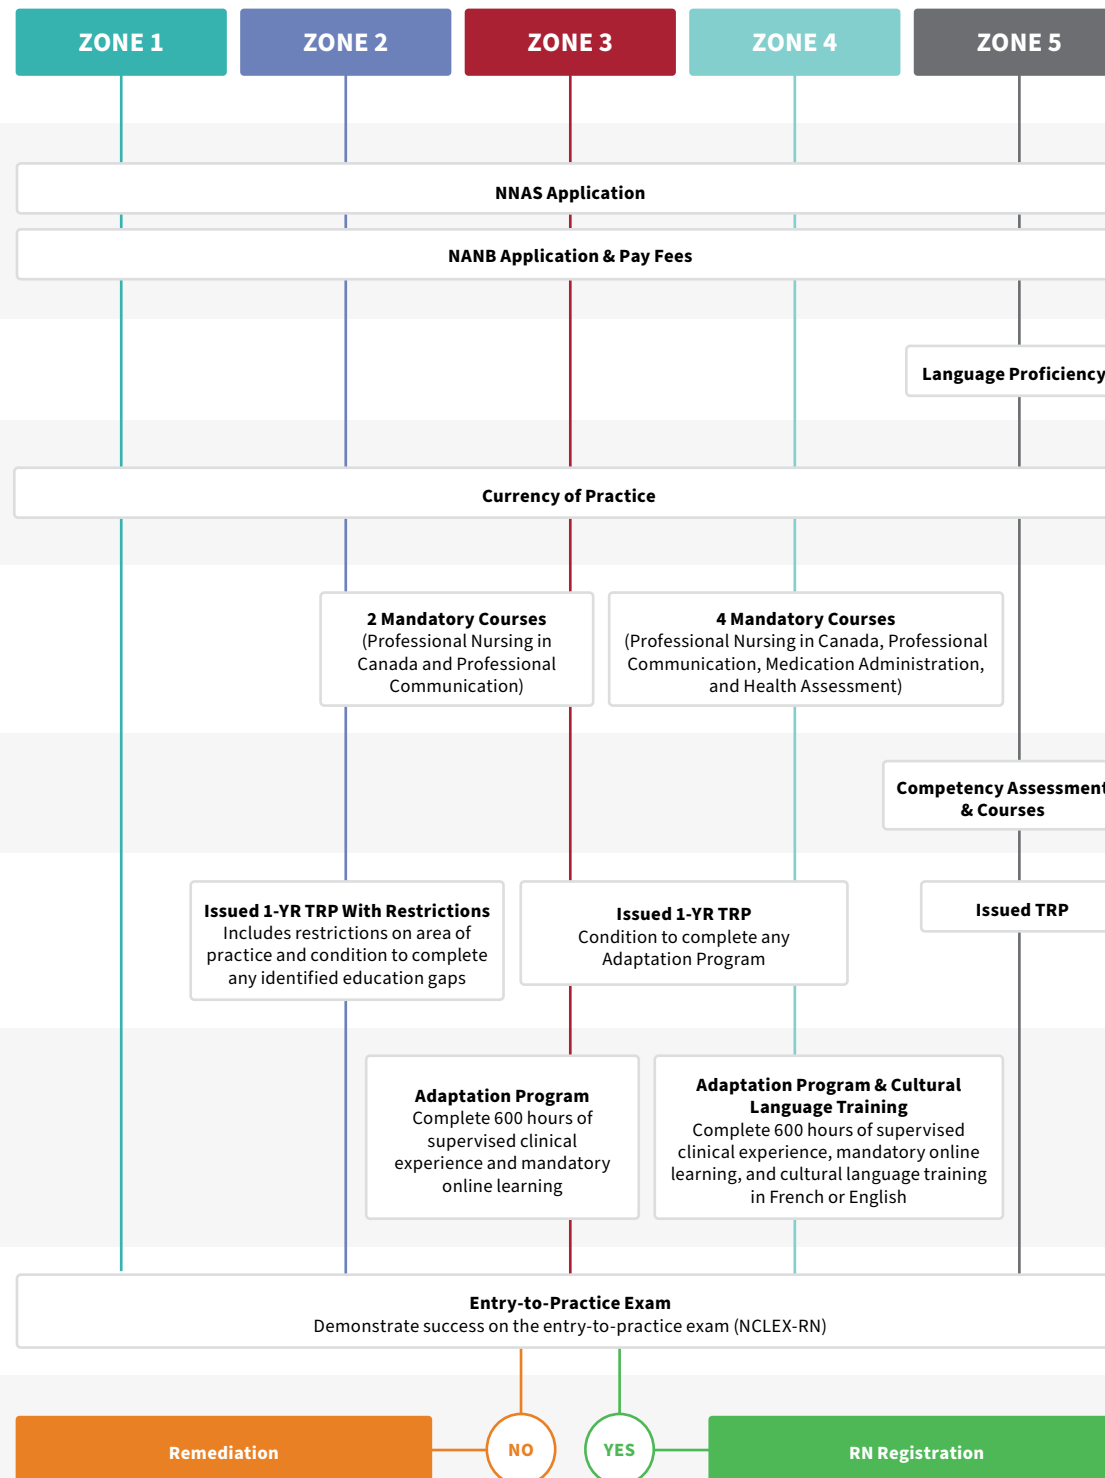 ZONE 1
ZONE 2
ZONE 3
ZONE 4
ZONE 5
NNAS Application
NANB Application & Pay Fees
Language Proficiency
Currency of Practice
2 Mandatory Courses
(Professional Nursing in
Canada and Professional
Communication)
4 Mandatory Courses
(Professional Nursing in Canada, Professional
Communication, Medication Administration,
and Health Assessment)
Competency Assessment
& Courses
Issued 1-YR TRP With Restrictions
Includes restrictions on area of
practice and condition to complete
any identified education gaps
Issued 1-YR TRP
Condition to complete any
Adaptation Program
Issued TRP
Adaptation Program
Complete 600 hours of
supervised clinical
experience and mandatory
online learning
Adaptation Program & Cultural
Language Training
Complete 600 hours of supervised
clinical experience, mandatory online
learning, and cultural language training
in French or English
Entry-to-Practice Exam
Demonstrate success on the entry-to-practice exam (NCLEX-RN)
Remediation
NO
YES
RN Registration